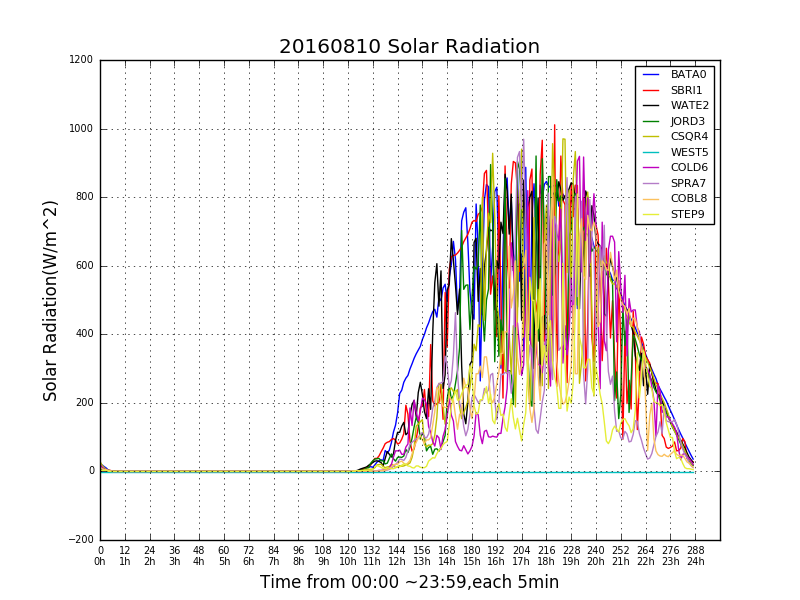 20160810 Solar Radiation
1200
1000
800
600
400
200
0
−200
Solar Radiation(W/m^2)
BATA0
SBRI1
WATE2
JORD3
CSQR4
WEST5
COLD6
SPRA7
COBL8
STEP9
0 12 24 36 48 60 72 84 96 108 120 132 144 156 168 180 192 204 216 228 240 252 264 276 288
0h 1h 2h 3h 4h 5h 6h 7h 8h 9h 10h 11h 12h 13h 14h 15h 16h 17h 18h 19h 20h 21h 22h 23h 24h
Time from 00:00 ~23:59,each 5min